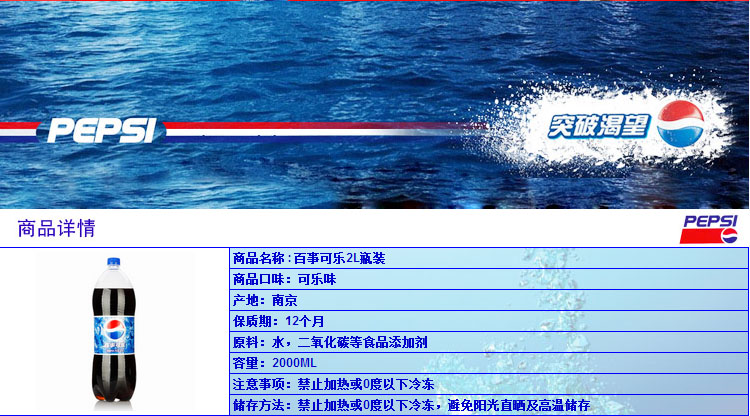 PEPSI
突破渴望
商品详情
PEPSI
商品名称:百事可乐2L瓶装
商品口味：可乐味
产地：南京
保质期：12个月
原料：水，二氧化碳等食品添加剂
容量：2000ML
注意事项：禁止加热或0度以下冷冻
储存方法：禁止加热或0度以下冷冻，避免阳光直晒及高温储存